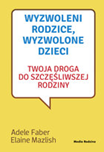 WYZWOLENI
RODZICE,
WYZWOLONE
DZIECI
TWOJA DROGA
DO SZCZĘŚLIWSZEJ
RODZINY
Adele Faber
Elaine Mazlish
Media Rodzina